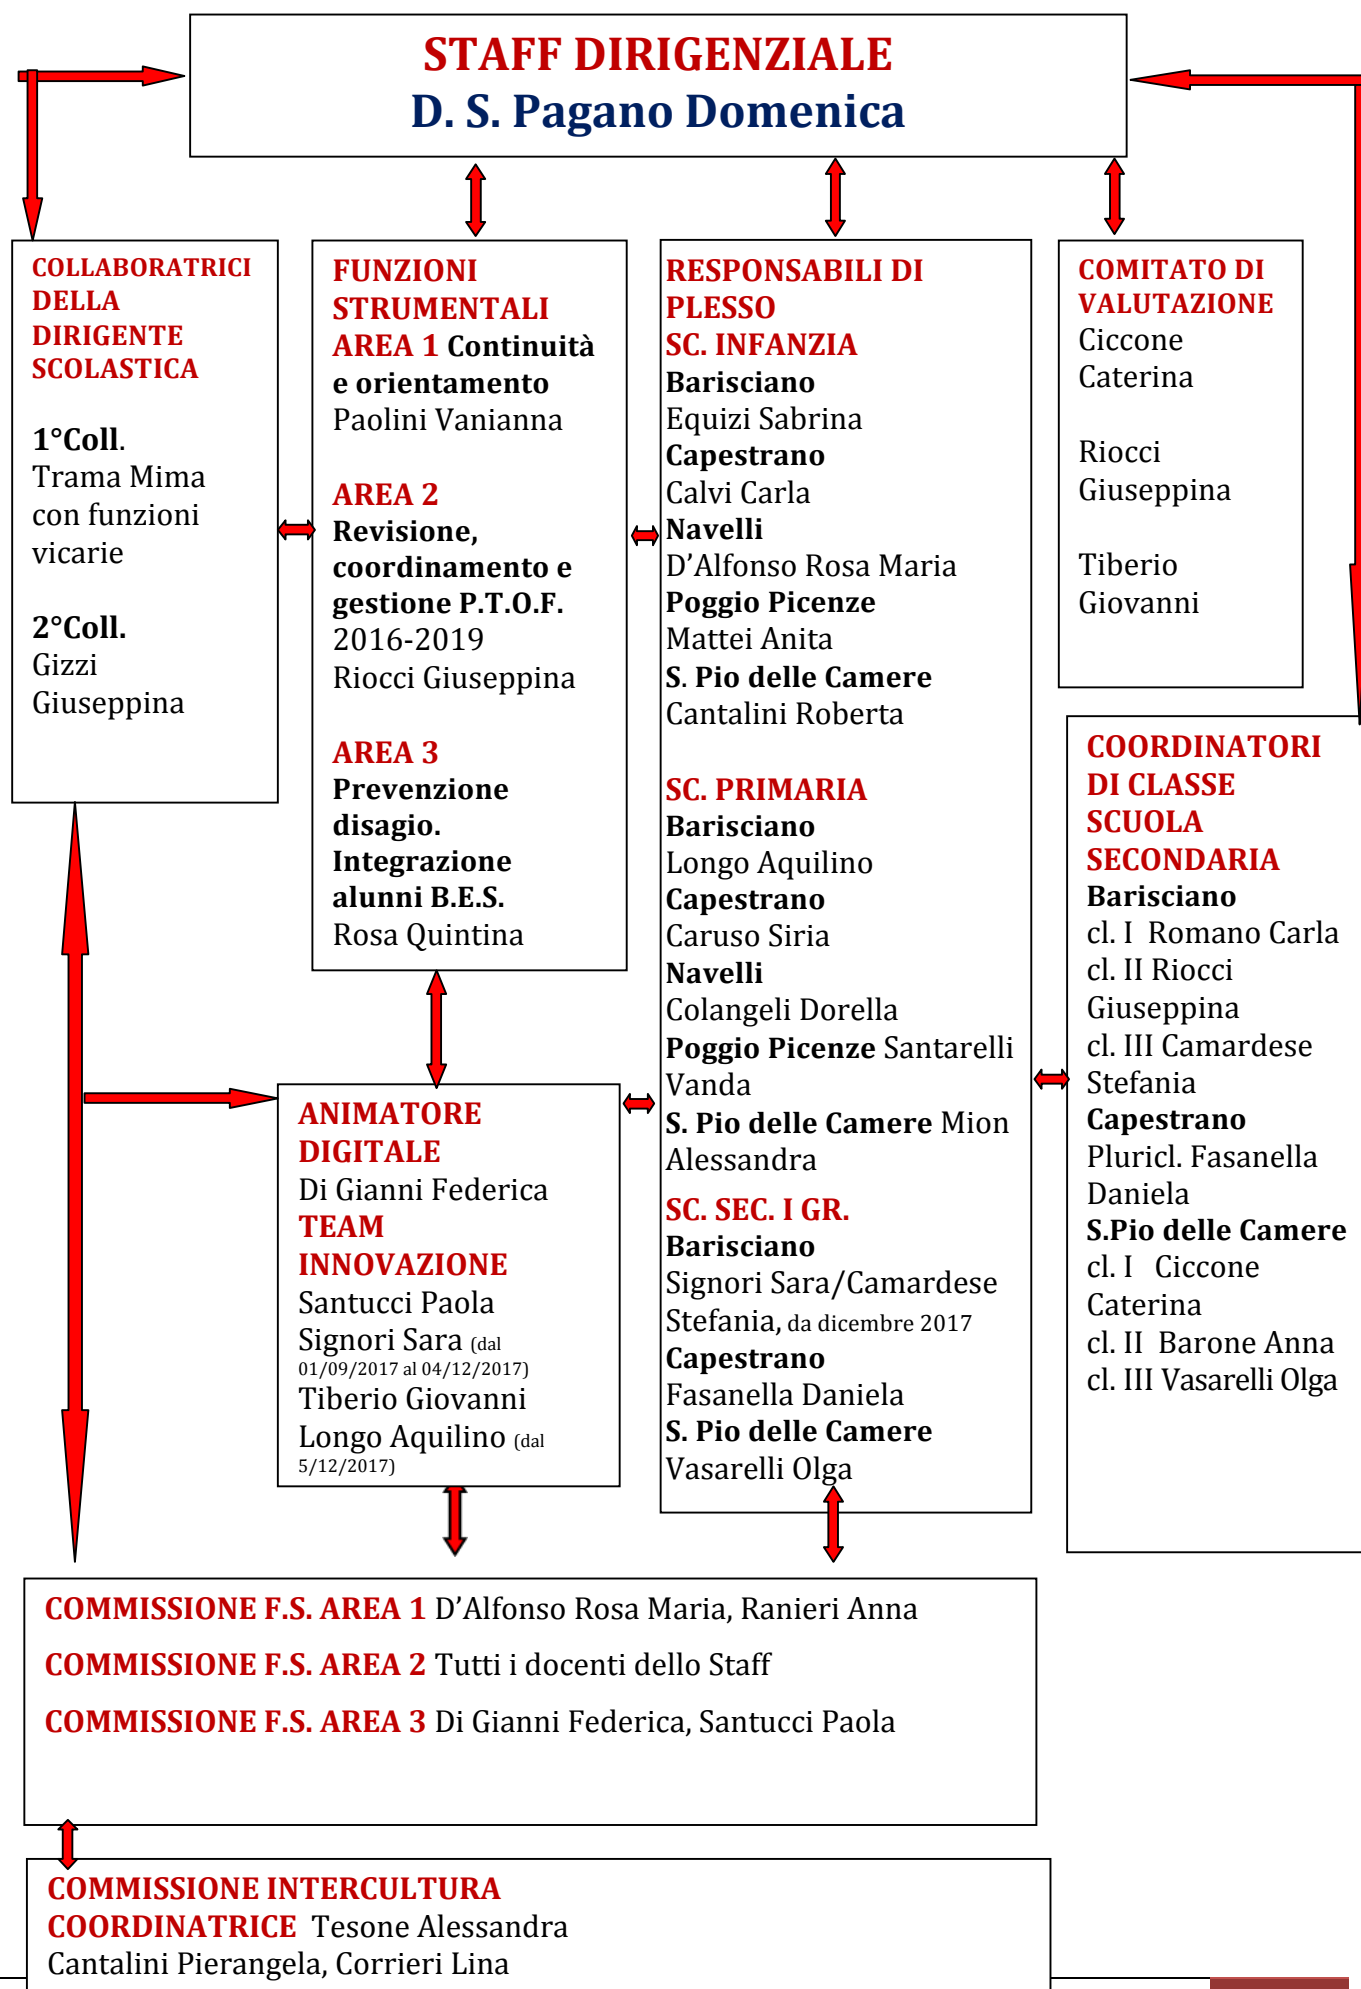 STAFF DIRIGENZIALE
D. S. Pagano Domenica
COLLABORATRICI
DELLA
DIRIGENTE
SCOLASTICA
1°Coll.
Trama Mima
con funzioni
vicarie
2°Coll.
Gizzi
Giuseppina
FUNZIONI
STRUMENTALI
AREA 1 Continuità
e orientamento
Paolini Vanianna
AREA 2
Revisione,
coordinamento e
gestione P.T.O.F.
2016-2019
Riocci Giuseppina
AREA 3
Prevenzione
disagio.
Integrazione
alunni B.E.S.
Rosa Quintina
RESPONSABILI DI
PLESSO
SC. INFANZIA
Barisciano
Equizi Sabrina
Capestrano
Calvi Carla
Navelli
D’Alfonso Rosa Maria
Poggio Picenze
Mattei Anita
S. Pio delle Camere
Cantalini Roberta
SC. PRIMARIA
Barisciano
Longo Aquilino
Capestrano
Caruso Siria
Navelli
Colangeli Dorella
Poggio Picenze Santarelli
Vanda
S. Pio delle Camere Mion
Alessandra
SC. SEC. I GR.
Barisciano
Signori Sara/Camardese
Stefania, da dicembre 2017
Capestrano
Fasanella Daniela
S. Pio delle Camere
Vasarelli Olga
COMITATO DI
VALUTAZIONE
Ciccone
Caterina
Riocci
Giuseppina
Tiberio
Giovanni
COORDINATORI
DI CLASSE
SCUOLA
SECONDARIA
Barisciano
cl. I Romano Carla
cl. II Riocci
Giuseppina
cl. III Camardese
Stefania
Capestrano
Pluricl. Fasanella
Daniela
S.Pio delle Camere
cl. I Ciccone
Caterina
cl. II Barone Anna
cl. III Vasarelli Olga
ANIMATORE
DIGITALE
Di Gianni Federica
TEAM
INNOVAZIONE
Santucci Paola
Signori Sara (dal
01/09/2017 al 04/12/2017)
Tiberio Giovanni
Longo Aquilino (dal
5/12/2017)
COMMISSIONE F.S. AREA 1 D’Alfonso Rosa Maria, Ranieri Anna
COMMISSIONE F.S. AREA 2 Tutti i docenti dello Staff
COMMISSIONE F.S. AREA 3 Di Gianni Federica, Santucci Paola
COMMISSIONE INTERCULTURA
COORDINATRICE Tesone Alessandra
Cantalini Pierangela, Corrieri Lina